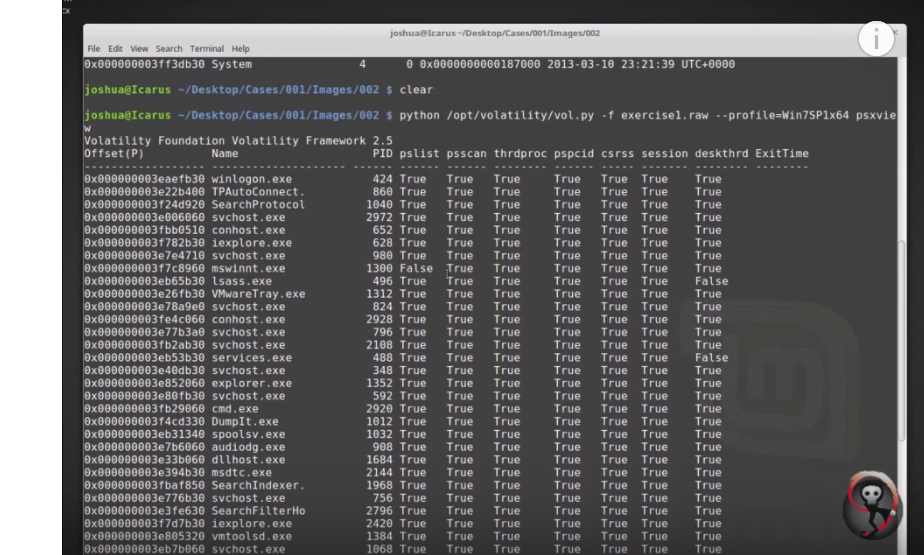 cx
joshua@Icarus ~/Desktop/Cases/001/Images/002
File Edit View Search Terminal Help
0x000000003ff3db30 System 4 0 0x0000000000187000 2013-03-10 23:21:39 UTC+0000
joshua@Icarus ~/Desktop/Cases/001/Images/002 $ clear
joshua@Icarus ~/Desktop/Cases/001/Images/002 $ python /opt/volatility/vol.py -f exercise1.raw --profile=Win7SP1x64 psxvie
w
Volatility Foundation Volatility Framework 2.5
Offset(P) Name PID pslist psscan thrdproc pspcid csrss session deskthrd ExitTime
------------------ -------------------- ------ ------ ------ -------- ------ ----- ------- -------- --------
0x000000003eaefb30 winlogon.exe 424 True True True True True True True
0x000000003e22b400 TPAutoConnect. 860 True True True True True True True
0x000000003f24d920 SearchProtocol 1040 True True True True True True True
0x000000003e006060 svchost.exe 2972 True True True True True True True
0x000000003fbb0510 conhost.exe 652 True True True True True True True
0x000000003f782b30 iexplore.exe 628 True True True True True True True
0x000000003e7e4710 svchost.exe 980 True True True True True True True
0x000000003f7c8960 mswinnt.exe 1300 False True True True True True True
0x000000003eb65b30 lsass.exe 496 True True True True True True False
0x000000003e26fb30 VMwareTray.exe 1312 True True True True True True True
0x000000003e78a9e0 svchost.exe 824 True True True True True True True
0x000000003fe4c060 conhost.exe 2928 True True True True True True True
0x000000003e77b3a0 svchost.exe 796 True True True True True True True
0x000000003fb2ab30 svchost.exe 2108 True True True True True True True
0x000000003eb53b30 services.exe 488 True True True True True True False
0x000000003e40db30 svchost.exe 348 True True True True True True True
0x000000003e852060 explorer.exe 1352 True True True True True True True
0x000000003e80fb30 svchost.exe 592 True True True True True True True
0x000000003fb29060 cmd.exe 2920 True True True True True True True
0x000000003f4cd330 DumpIt.exe 1012 True True True True True True True
0x000000003eb31340 spoolsv.exe 1032 True True True True True True True
0x000000003e7b6060 audiodg.exe 908 True True True True True True True
0x000000003e33b060 dllhost.exe 1684 True True True True True True True
0x000000003e394b30 msdtc.exe 2144 True True True True True True True
0x000000003fbaf850 SearchIndexer. 1968 True True True True True True True
0x000000003e776b30 svchost.exe 756 True True True True True True True
0x000000003e3fe630 SearchFilterHo 2796 True True True True True True True
0x000000003f7d7b30 iexplore.exe 2420 True True True True True True True
0x000000003e805320 vmtoolsd.exe 1384 True True True True True True True
0x000000003eb7b060 svchost.exe 1068 True True True True True True True